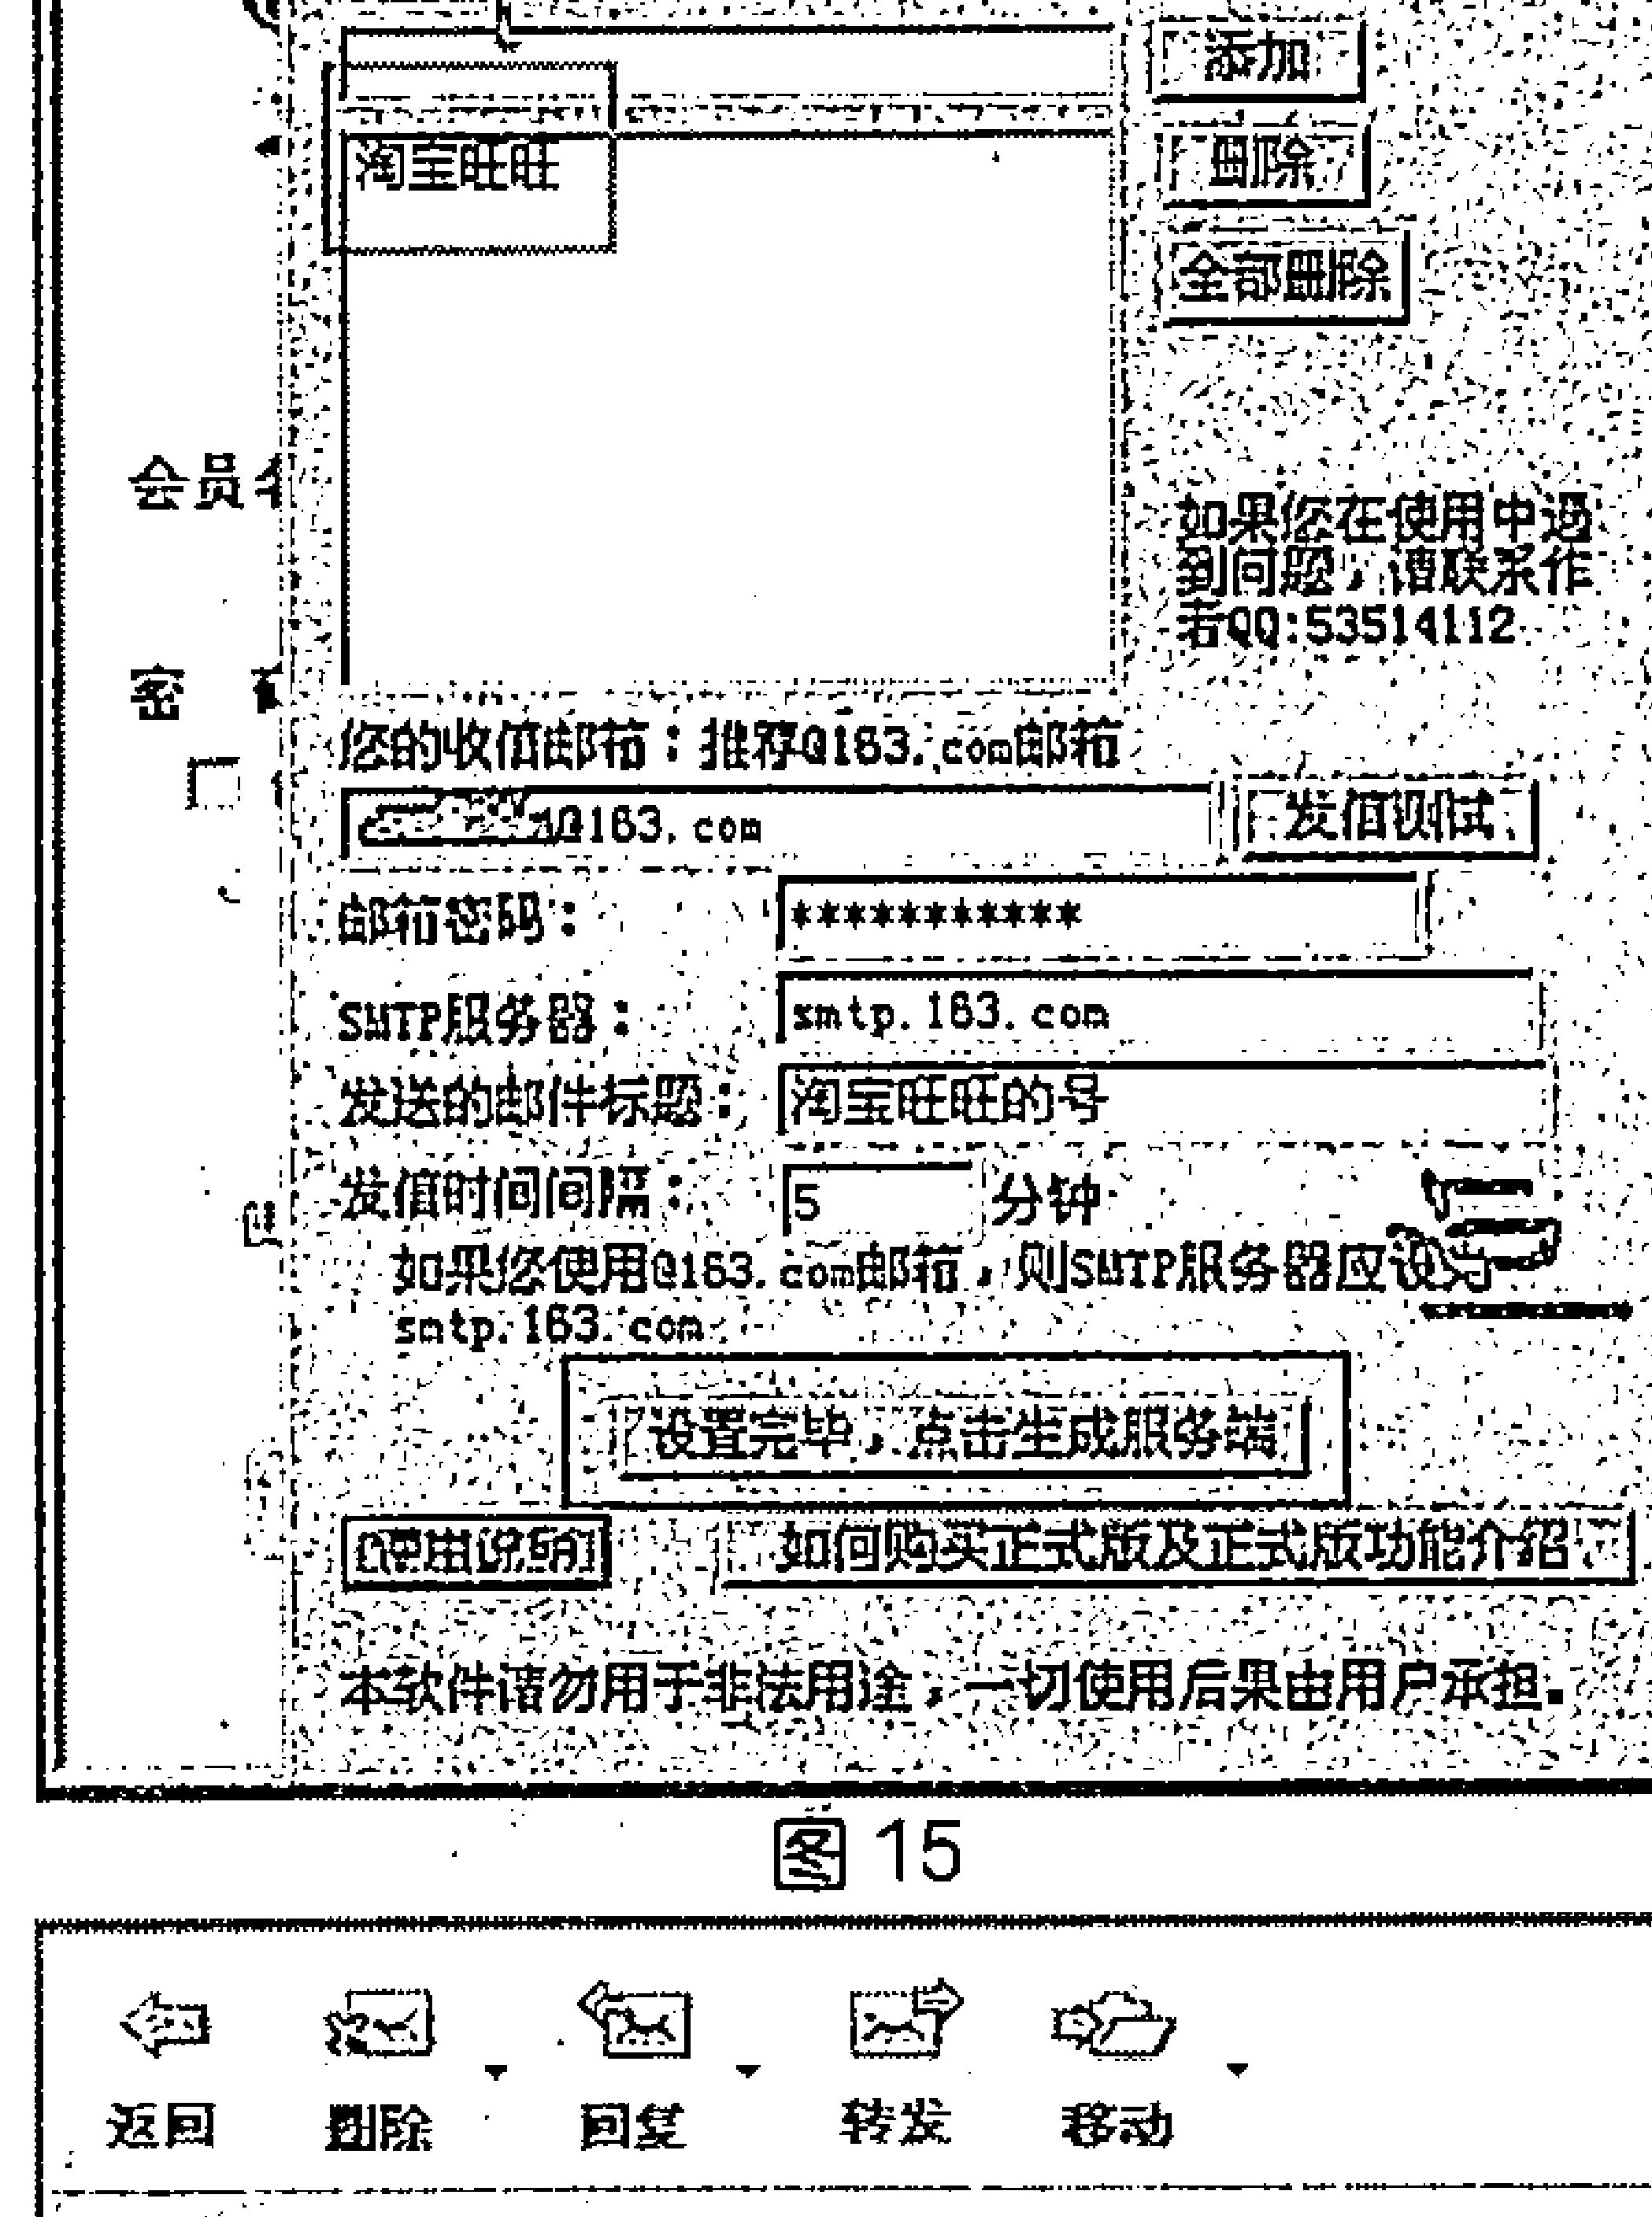 添加
淘宝旺旺
删除
全部删除
会员
如果您在使用中遇
到问题，请联系作
者QQ:53514112
密
您的收信邮箱：推荐@163.com邮箱
@163.com
发信测试
邮箱密码：
***********
SMTP服务器：
smtp.163.com
发送的邮件标题：
淘宝旺旺的号
发信时间间隔：
5
分钟
如果您使用@163.com邮箱，则SMTP服务器应设为
smtp.163.com
设置完毕，点击生成服务端
使用说明
如何购买正式版及正式版功能介绍
本软件请勿用于非法用途，一切使用后果由用户承担。
图 15
返回
删除
回复
转发
移动